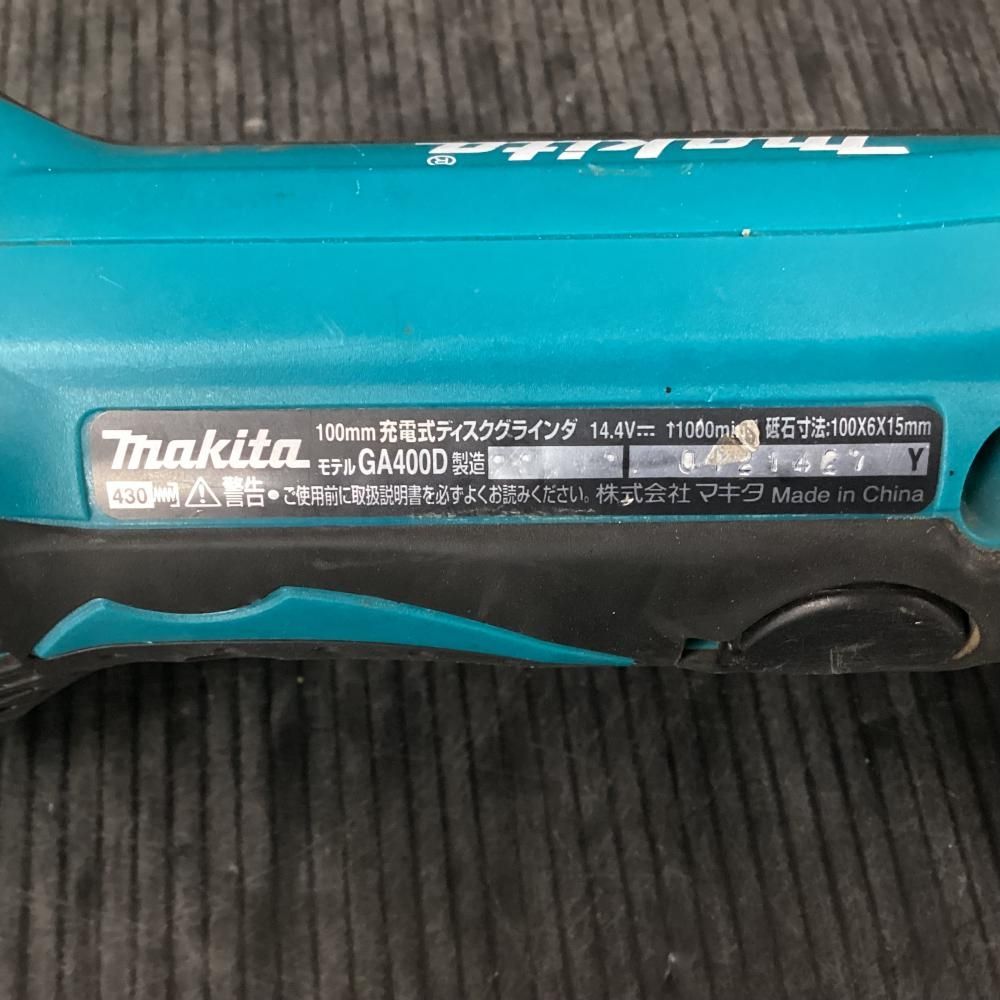 makita®
makita 100mm 充電式ディスクグラインダ 14.4V⎓ 11000min 砥石寸法:100X6X15mm
モデル GA400D 製造 Y
430 警告 ● ご使用前に取扱説明書を必ずよくお読みください。 株式会社 マキタ Made in China